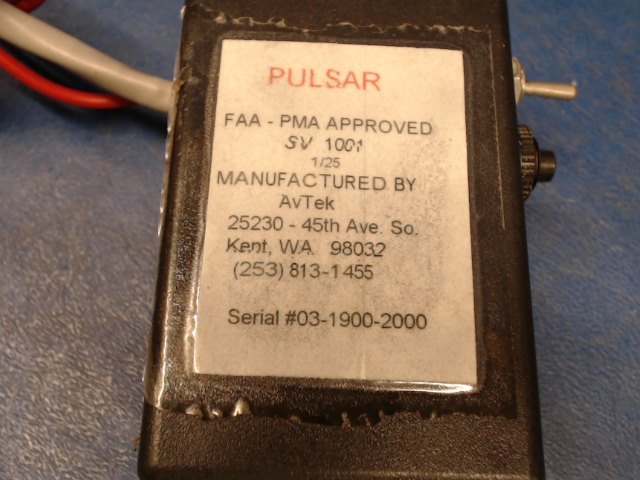 PULSAR
FAA - PMA APPROVED
SV 1001
1/25
MANUFACTURED BY
AvTek
25230 - 45th Ave. So.
Kent, WA 98032
(253) 813-1455
Serial #03-1900-2000